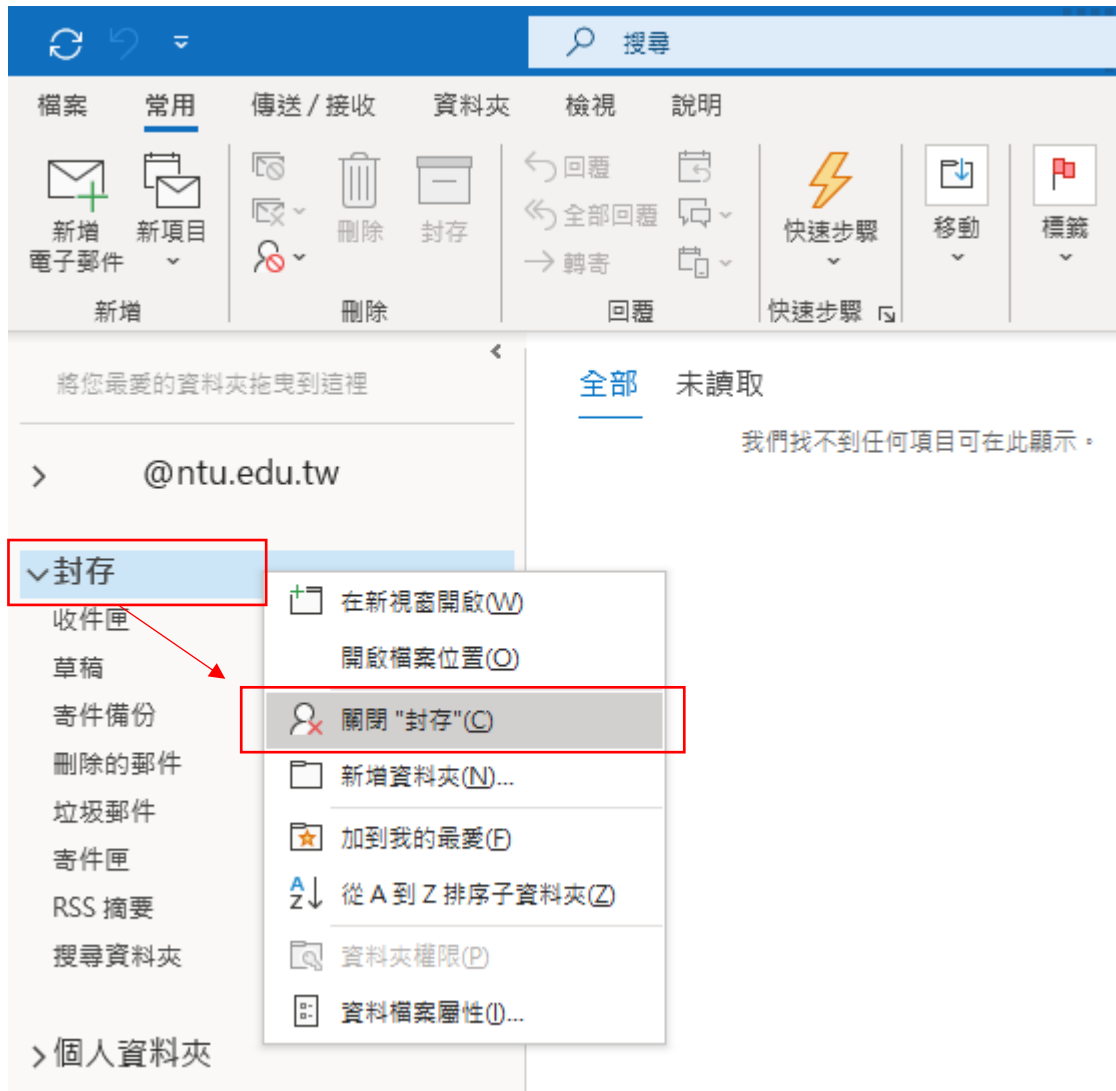 搜尋
檔案 常用 傳送 / 接收 資料夾 檢視 說明
新增
電子郵件
新項目
刪除
封存
回覆
全部回覆
轉寄
快速步驟
移動
標籤
新增 刪除 回覆 快速步驟
將您最愛的資料夾拖曳到這裡
全部 未讀取
我們找不到任何項目可在此顯示。
@ntu.edu.tw
封存
收件匣
草稿
寄件備份
刪除的郵件
垃圾郵件
寄件匣
RSS 摘要
搜尋資料夾
個人資料夾
在新視窗開啟(W)
開啟檔案位置(O)
關閉 "封存"(C)
新增資料夾(N)...
加到我的最愛(F)
從 A 到 Z 排序子資料夾(Z)
資料夾權限(P)
資料檔案屬性(I)...